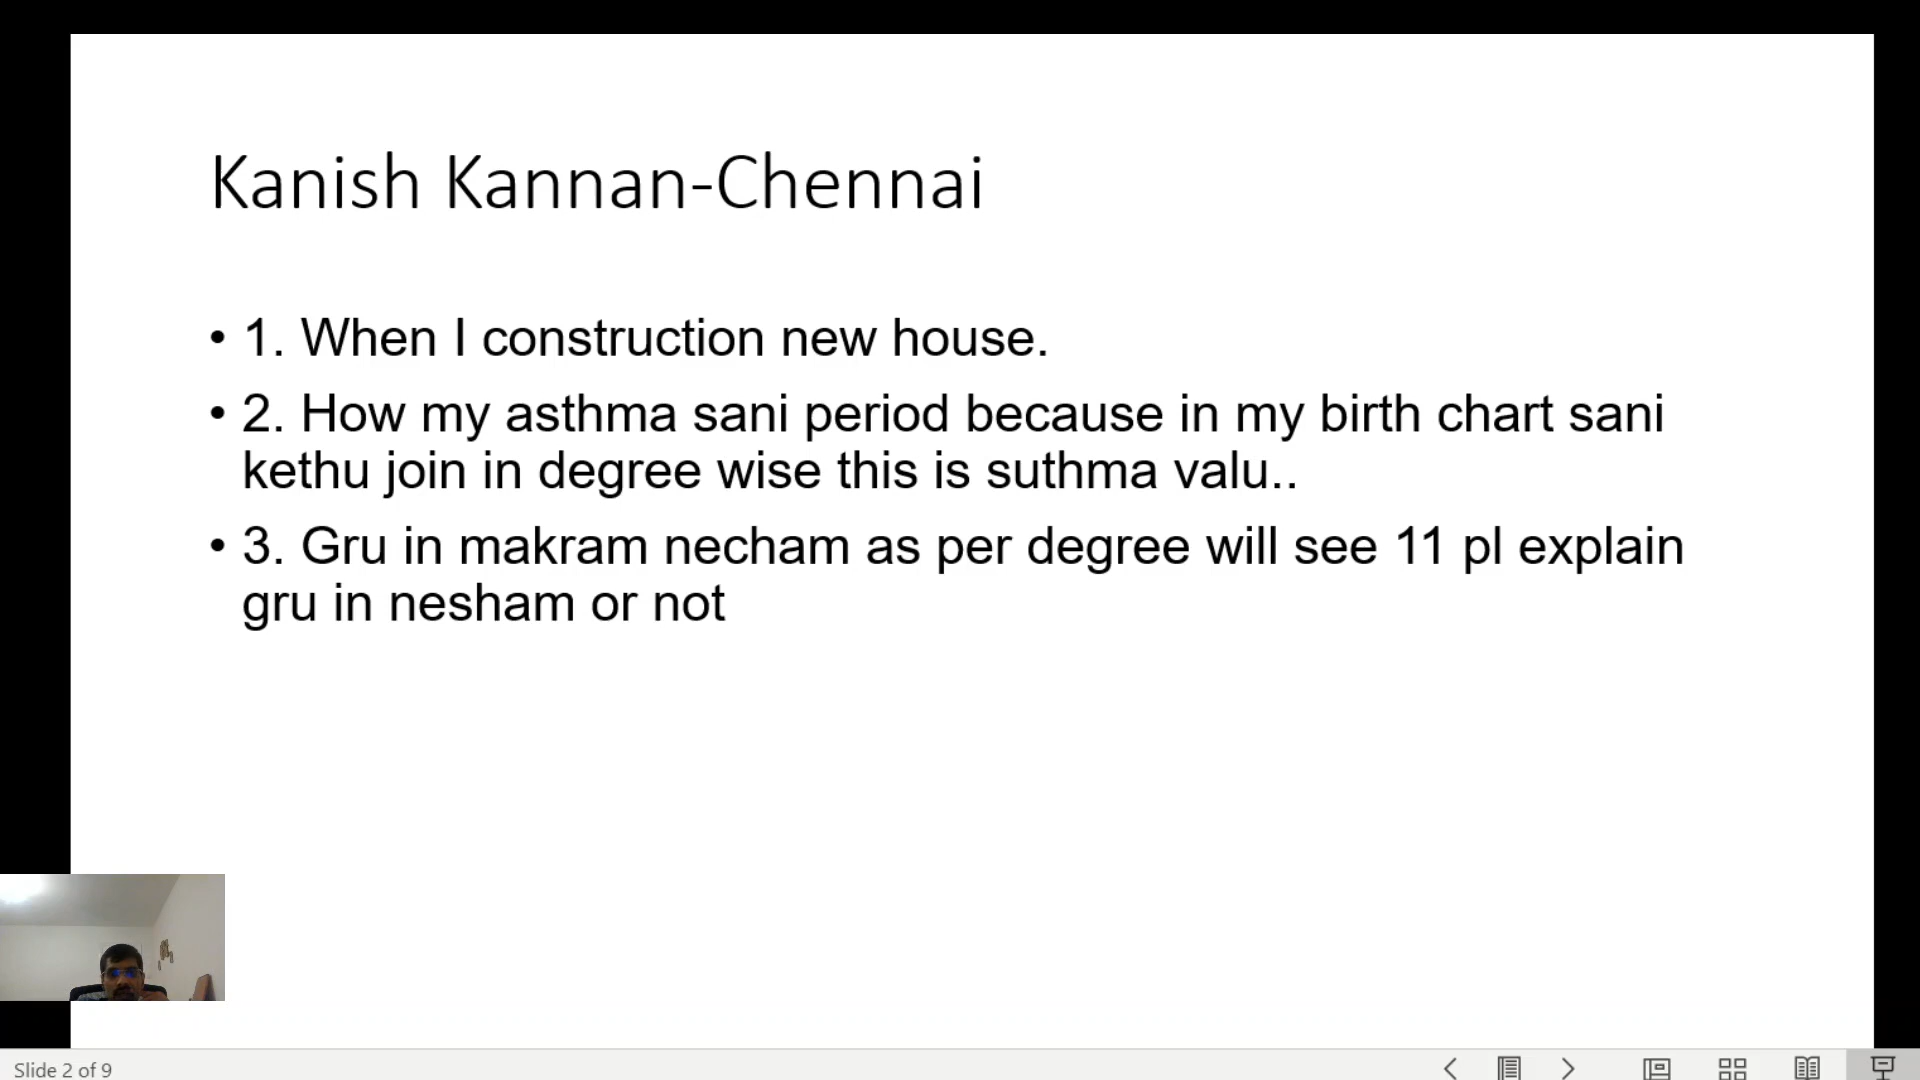 Kanish Kannan-Chennai
• 1. When I construction new house.
• 2. How my asthma sani period because in my birth chart sani
kethu join in degree wise this is suthma valu..
• 3. Gru in makram necham as per degree will see 11 pl explain
gru in nesham or not
Slide 2 of 9